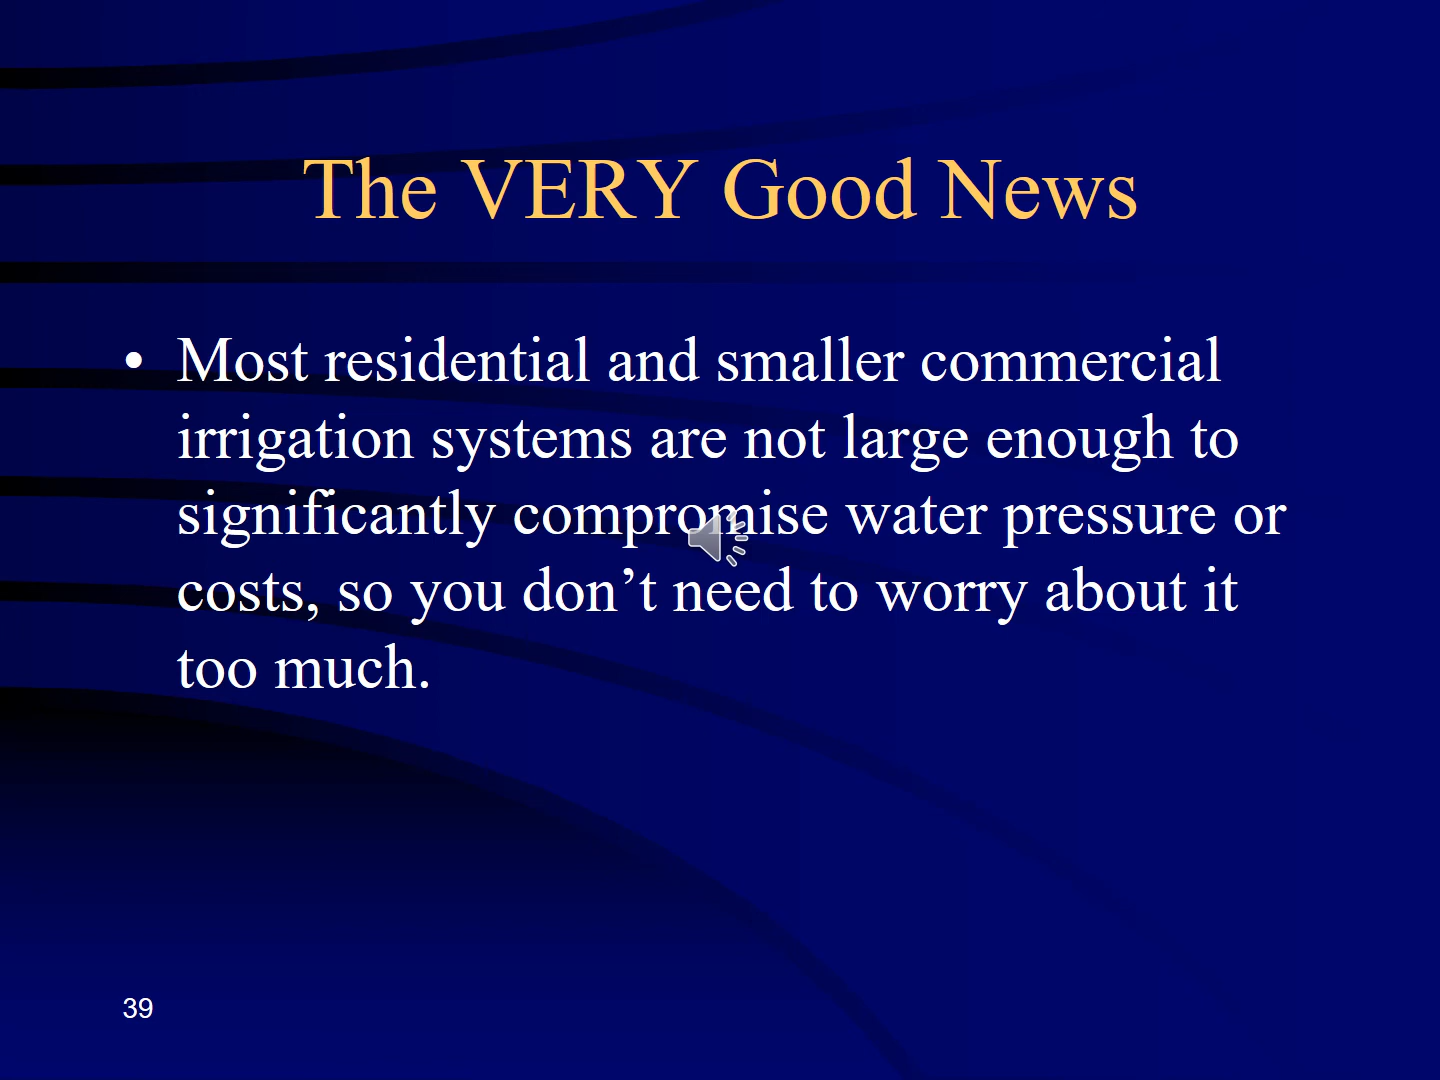 The VERY Good News
• Most residential and smaller commercial
irrigation systems are not large enough to
significantly compromise water pressure or
costs, so you don’t need to worry about it
too much.
39